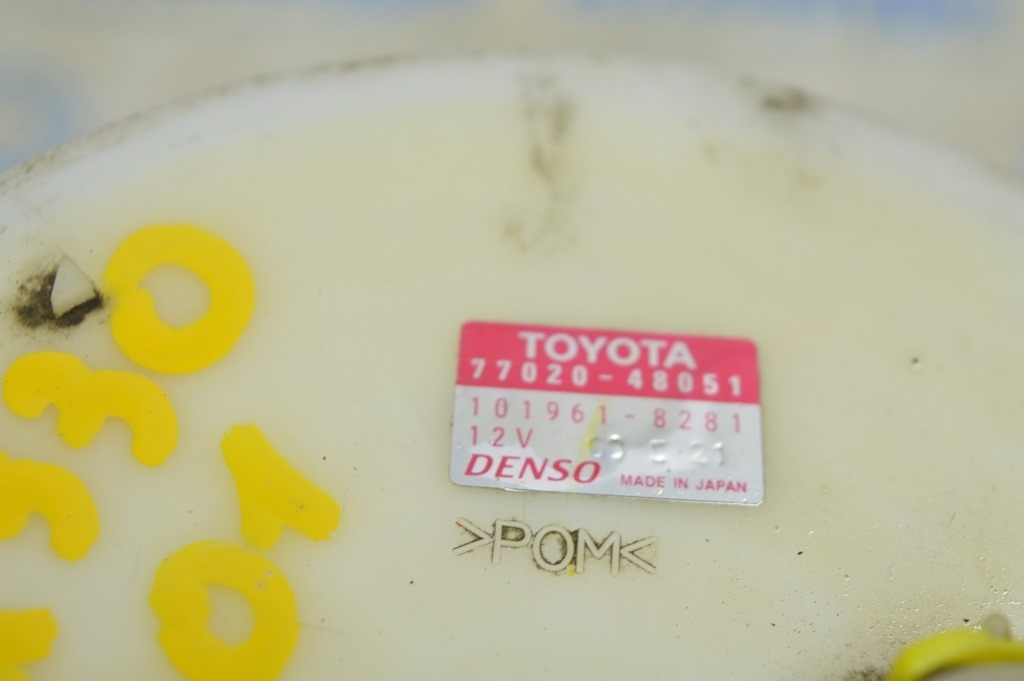 TOYOTA
77020-48051
101961-8281
12V
DENSO MADE IN JAPAN
>POM<